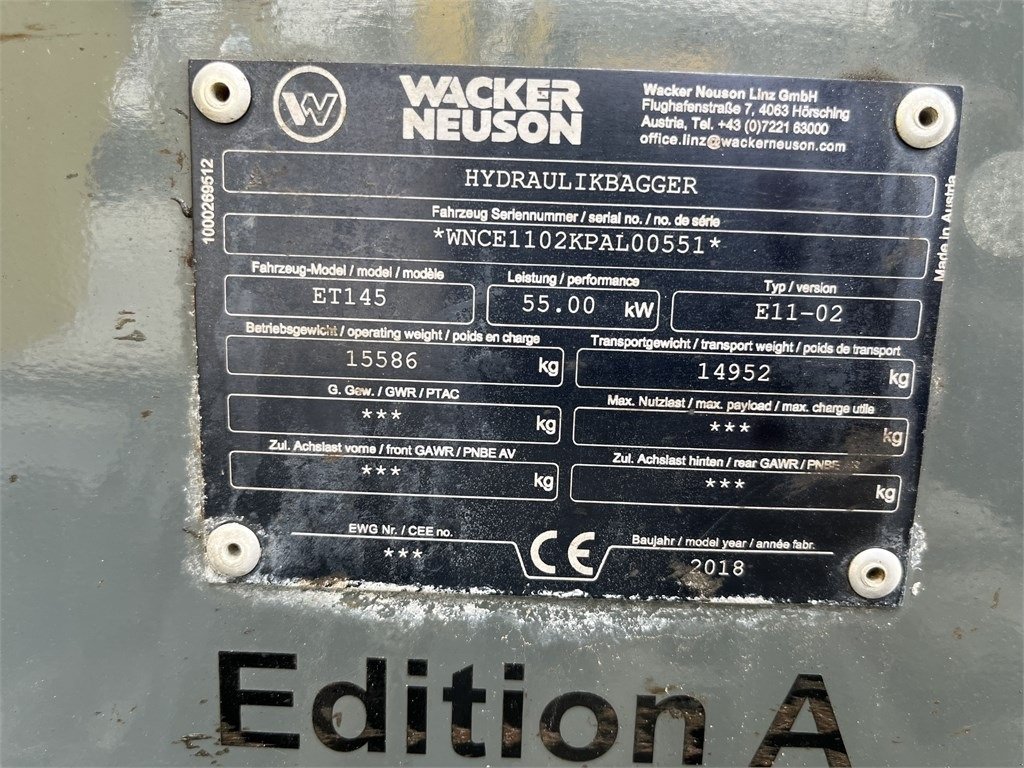 WACKER
NEUSON
Wacker Neuson Linz GmbH
Flughafenstraße 7, 4063 Hörsching
Austria, Tel. +43 (0)7221 63000
office.linz@wackerneuson.com
1000269512
HYDRAULIKBAGGER
Made in Austria
Fahrzeug Seriennummer / serial no. / no. de série
*WNCE1102KPAL00551*
Fahrzeug-Model / model / modèle
ET145
Leistung / performance
55.00 kW
Typ / version
E11-02
Betriebsgewicht / operating weight / poids en charge
15586 kg
Transportgewicht / transport weight / poids de transport
14952 kg
G. Gew. / GWR / PTAC
*** kg
Max. Nutzlast / max. payload / max. charge utile
*** kg
Zul. Achslast vorne / front GAWR / PNBE AV
*** kg
Zul. Achslast hinten / rear GAWR / PNBE
*** kg
EWG Nr. / CEE no.
***
CE
Baujahr / model year / année fabr.
2018
Edition A